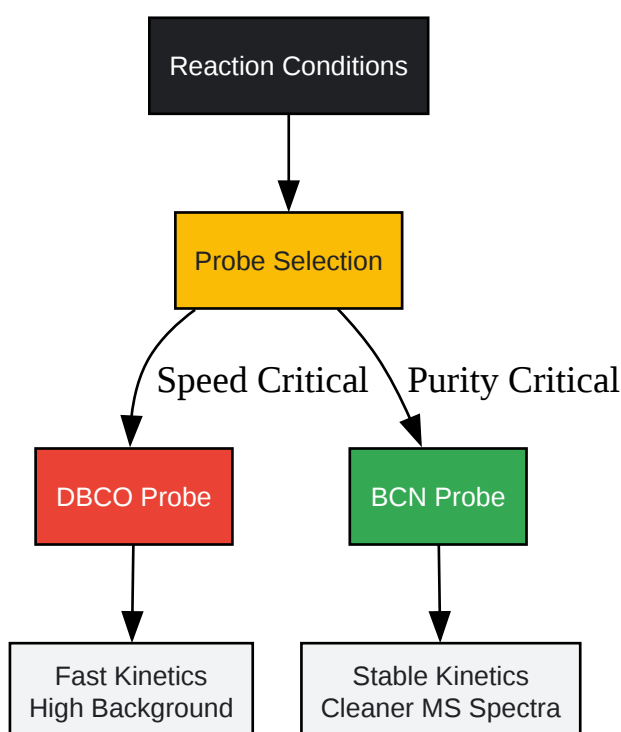 Reaction Conditions
Probe Selection
Speed Critical
Purity Critical
DBCO Probe
BCN Probe
Fast Kinetics
High Background
Stable Kinetics
Cleaner MS Spectra